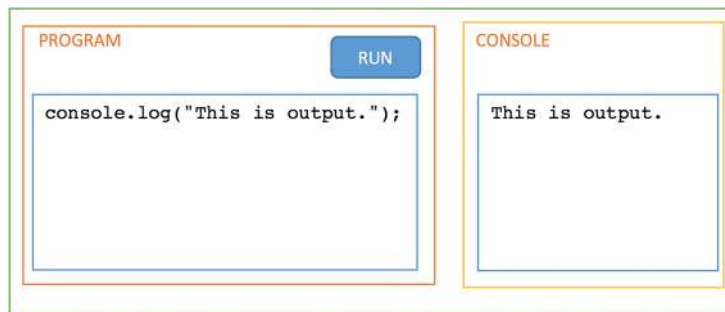 PROGRAM
RUN
console.log("This is output.");
CONSOLE
This is output.